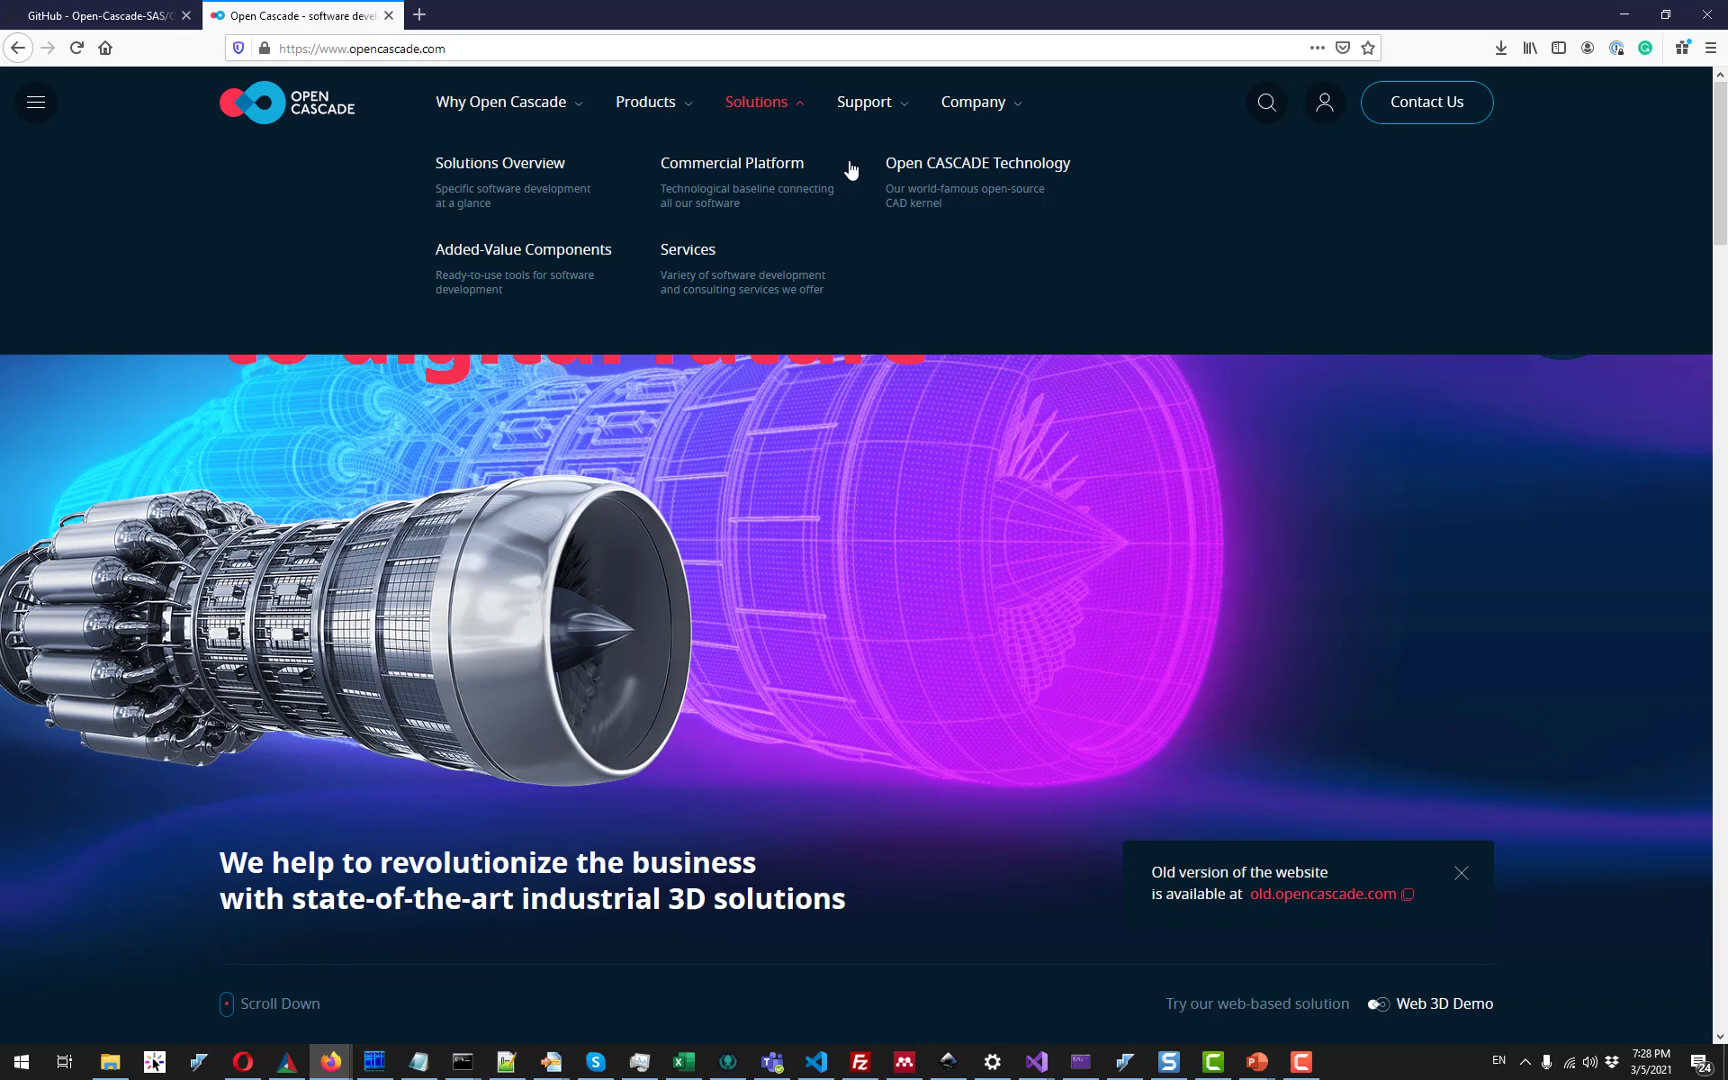 GitHub - Open-Cascade-SAS/
Open Cascade - software devel
https://www.opencascade.com
OPEN
CASCADE
Why Open Cascade
Products
Solutions
Support
Company
Contact Us
Solutions Overview
Specific software development
at a glance
Commercial Platform
Technological baseline connecting
all our software
Open CASCADE Technology
Our world-famous open-source
CAD kernel
Added-Value Components
Ready-to-use tools for software
development
Services
Variety of software development
and consulting services we offer
to digital future
We help to revolutionize the business
with state-of-the-art industrial 3D solutions
Old version of the website
is available at old.opencascade.com
Scroll Down
Try our web-based solution
Web 3D Demo
EN
7:28 PM
3/5/2021
24